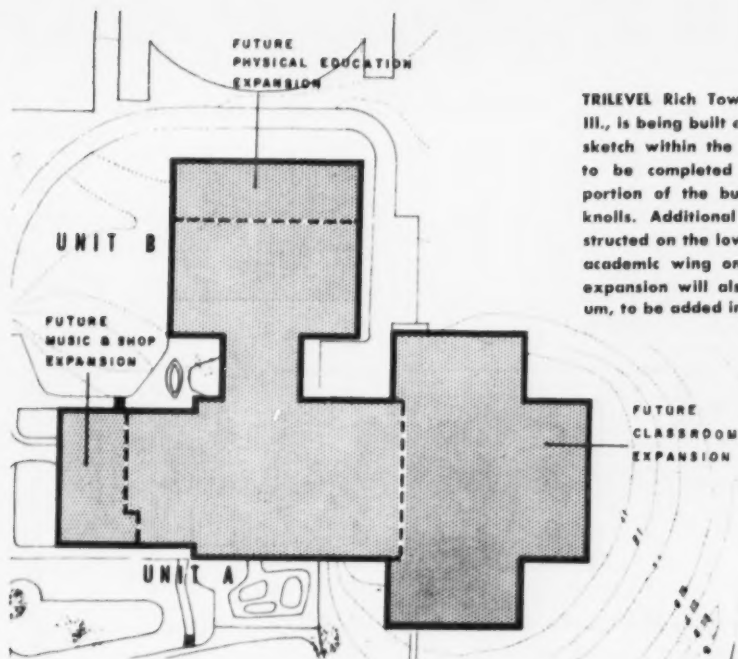 FUTURE
PHYSICAL EDUCATION
EXPANSION
TRILEVEL Rich Tow
Ill., is being built
sketch within the
to be completed
portion of the bu
knolls. Additional
structed on the low
academic wing on
expansion will als
um, to be added in
UNIT B
FUTURE
MUSIC & SHOP
EXPANSION
FUTURE
CLASSROOM
EXPANSION
UNIT A